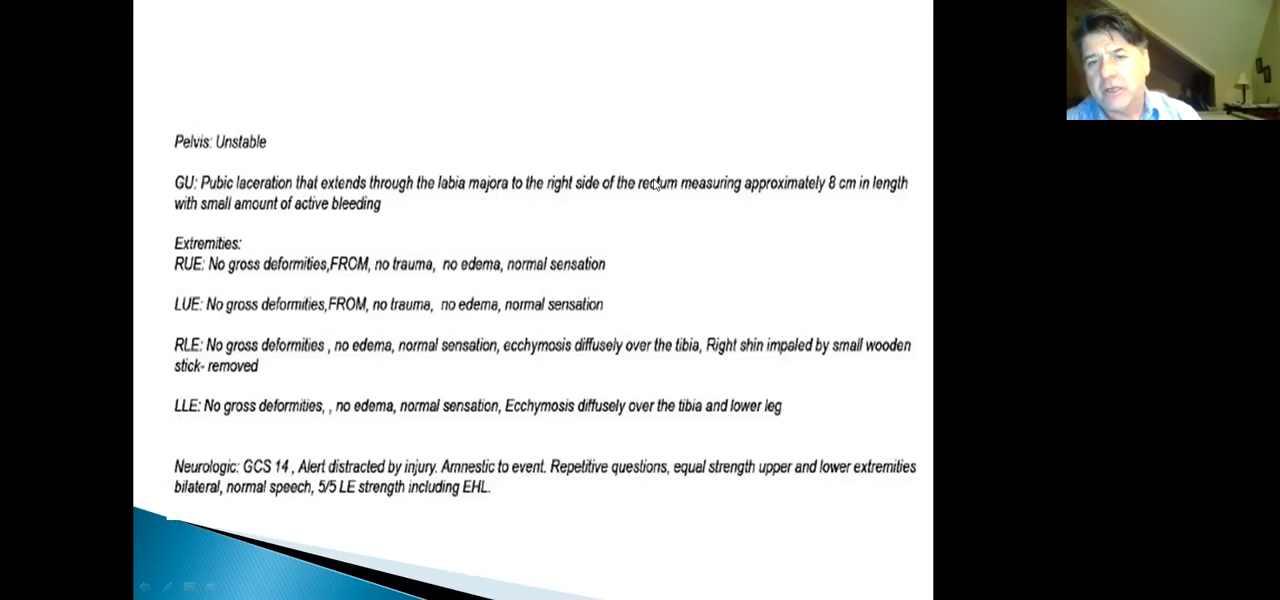 Pelvis: Unstable
GU: Pubic laceration that extends through the labia majora to the right side of the rectum measuring approximately 8 cm in length
with small amount of active bleeding
Extremities:
RUE: No gross deformities,FROM, no trauma, no edema, normal sensation
LUE: No gross deformities,FROM, no trauma, no edema, normal sensation
RLE: No gross deformities , no edema, normal sensation, ecchymosis diffusely over the tibia, Right shin impaled by small wooden
stick- removed
LLE: No gross deformities, , no edema, normal sensation, Ecchymosis diffusely over the tibia and lower leg
Neurologic: GCS 14 , Alert distracted by injury. Amnestic to event. Repetitive questions, equal strength upper and lower extremities
bilateral, normal speech, 5/5 LE strength including EHL.